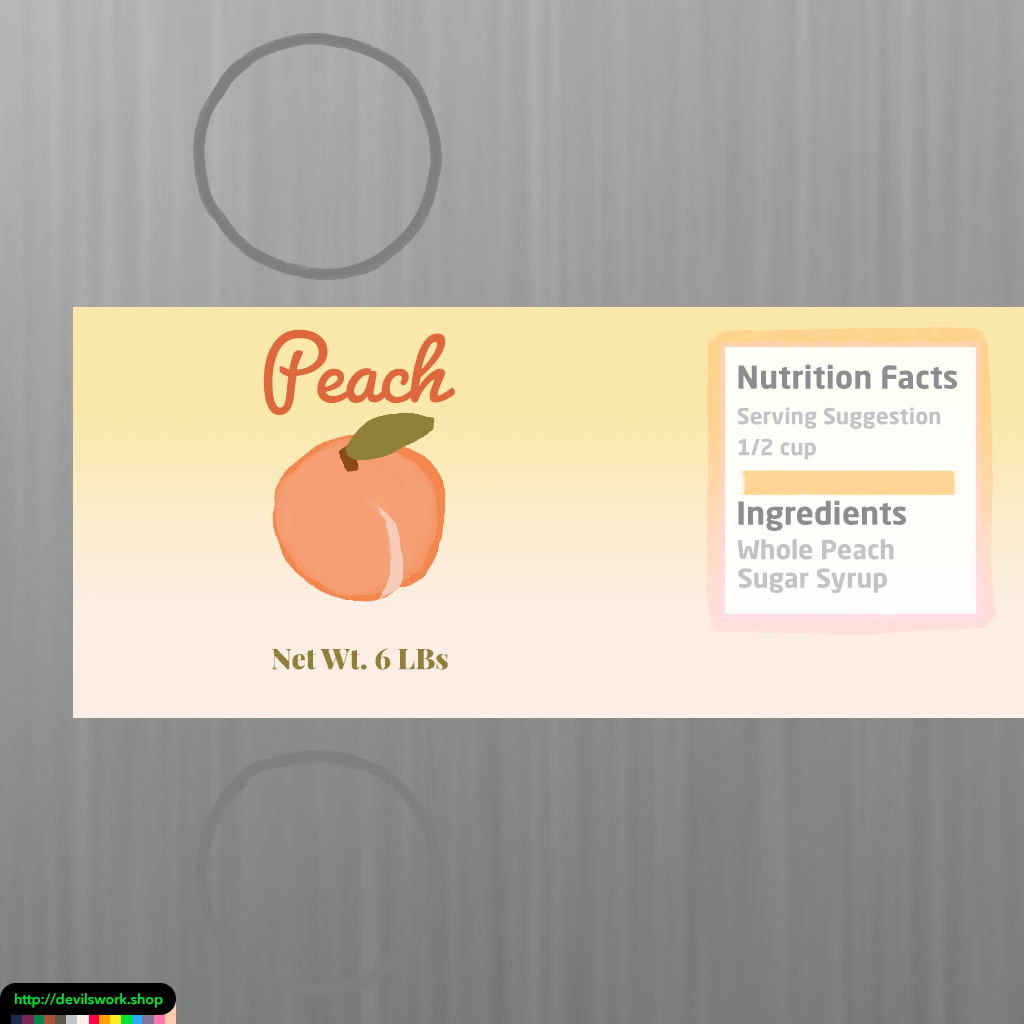 Peach
Net Wt. 6 LBs
Nutrition Facts
Serving Suggestion
1/2 cup
Ingredients
Whole Peach
Sugar Syrup
http://devilswork.shop